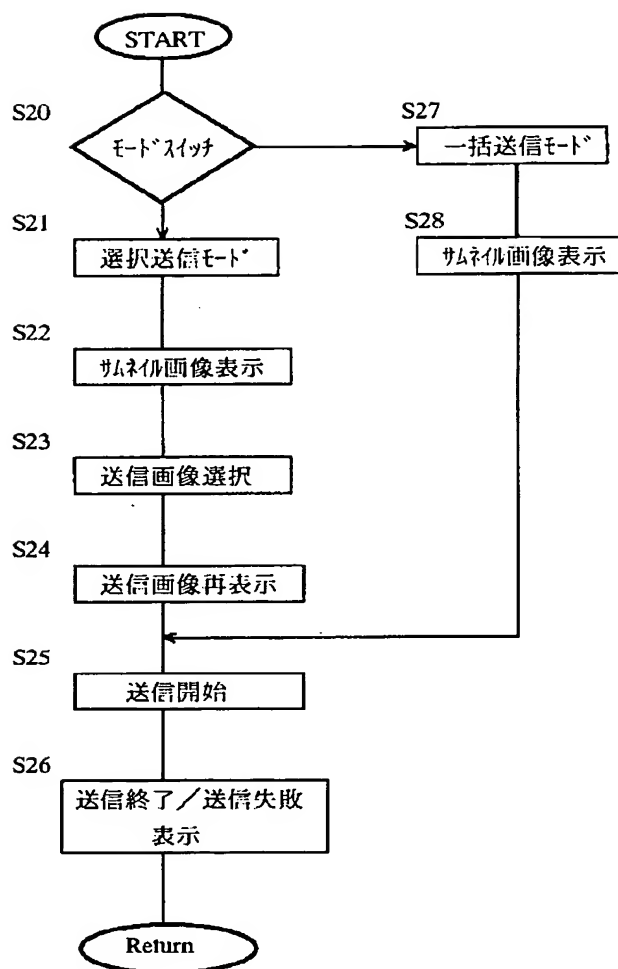 START
S20
モードスイッチ
S27
一括送信モード
S21
選択送信モード
S28
サムネイル画像表示
S22
サムネイル画像表示
S23
送信画像選択
S24
送信画像再表示
S25
送信開始
S26
送信終了／送信失敗
表示
Return